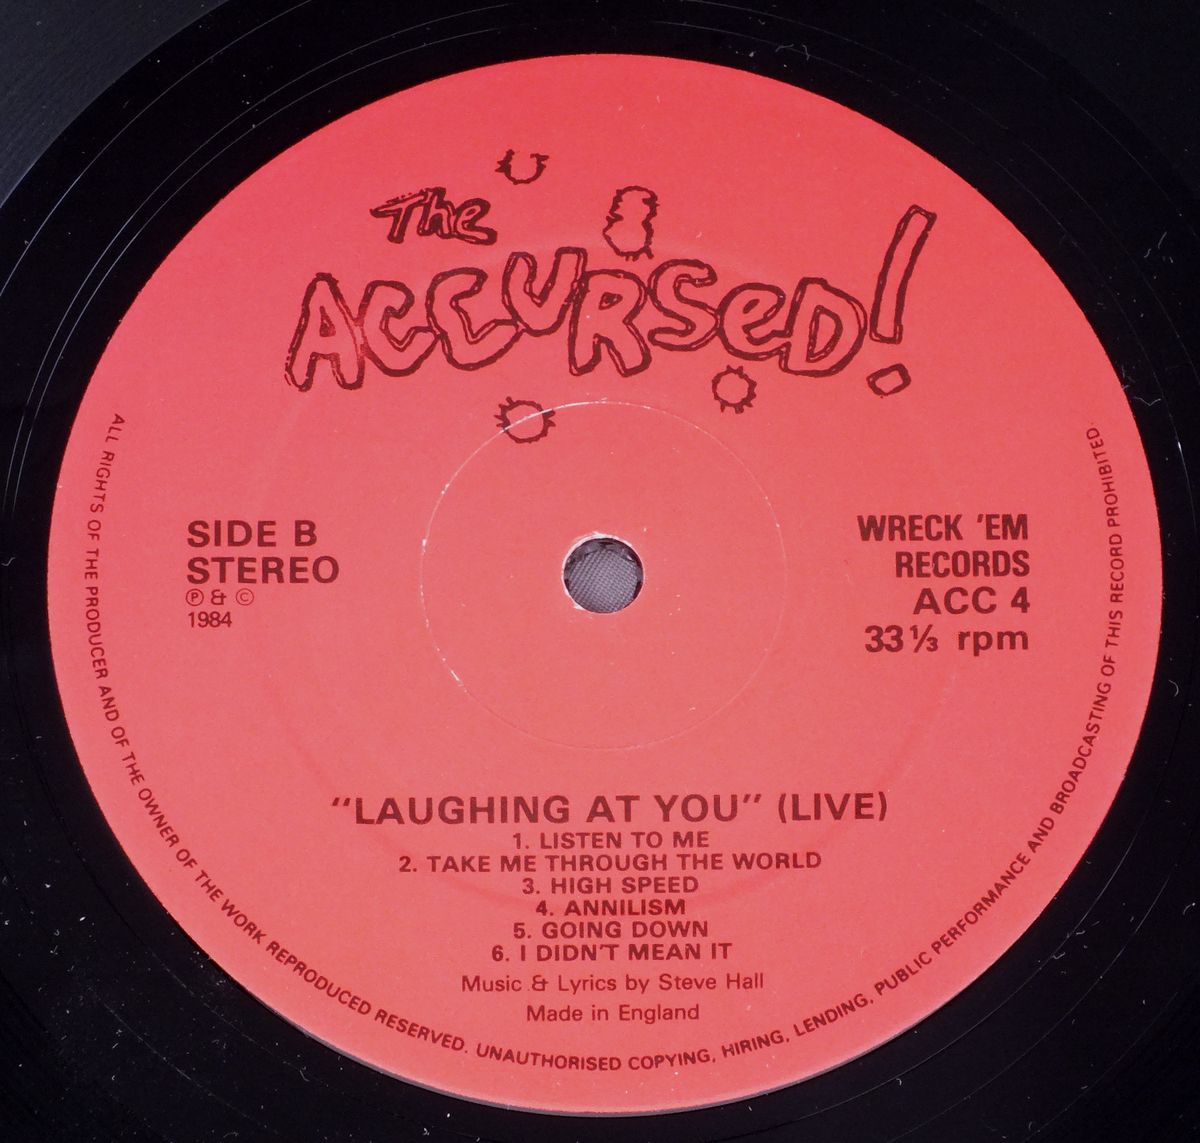 The
ACCURSeD!
SIDE B
STEREO
Ⓟ & ©
1984
WRECK 'EM
RECORDS
ACC 4
33⅓ rpm
"LAUGHING AT YOU" (LIVE)
1. LISTEN TO ME
2. TAKE ME THROUGH THE WORLD
3. HIGH SPEED
4. ANNILISM
5. GOING DOWN
6. I DIDN'T MEAN IT
Music & Lyrics by Steve Hall
Made in England
ALL RIGHTS OF THE PRODUCER AND OF THE OWNER OF THE WORK REPRODUCED RESERVED. UNAUTHORISED COPYING, HIRING, LENDING, PUBLIC PERFORMANCE AND BROADCASTING OF THIS RECORD PROHIBITED.